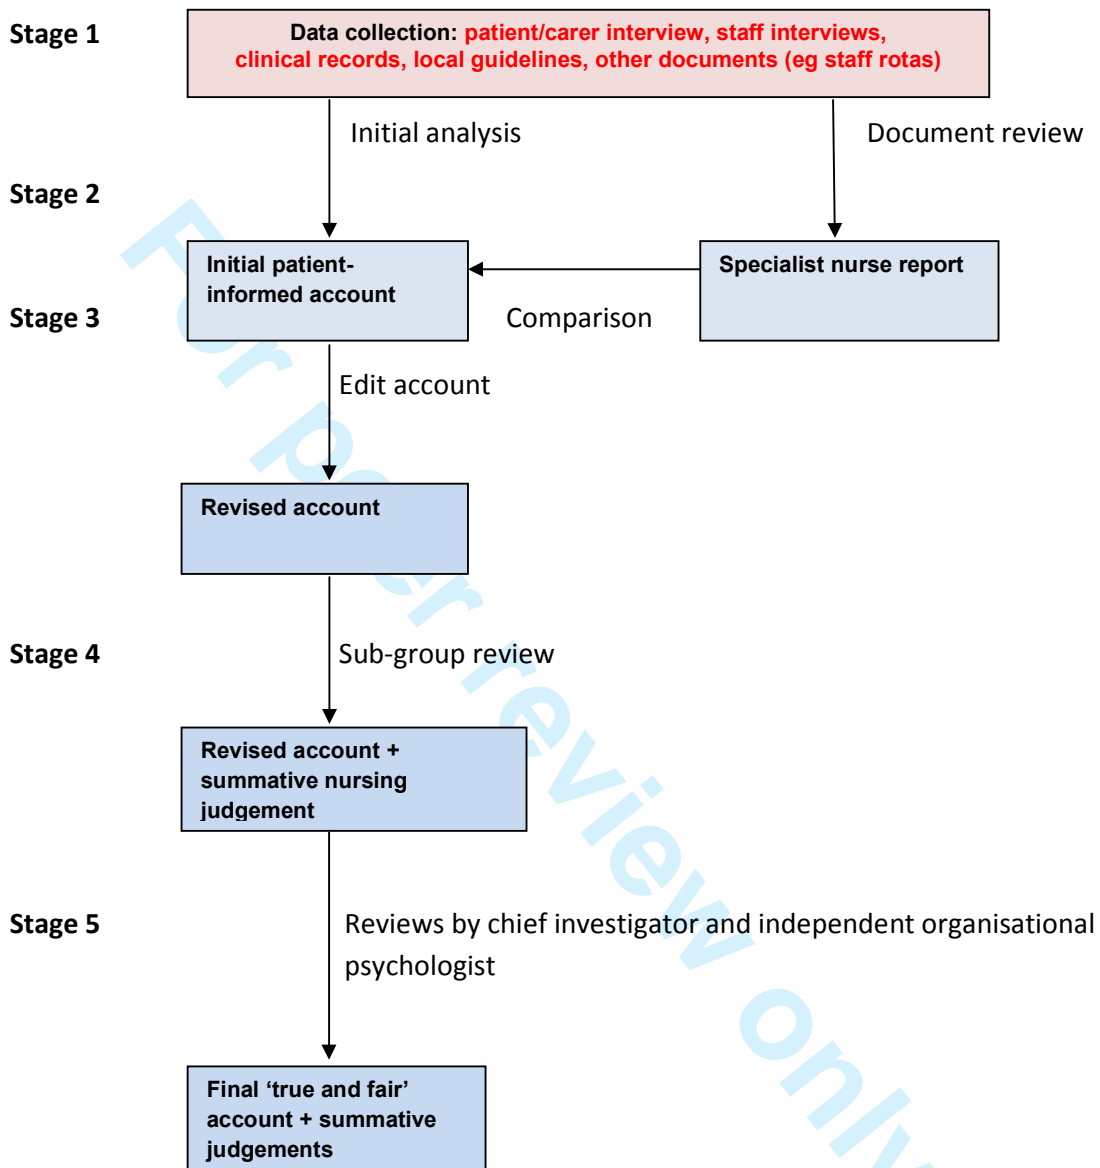 Stage 1
Data collection: patient/carer interview, staff interviews,
clinical records, local guidelines, other documents (eg staff rotas)
Initial analysis
Document review
Stage 2
Initial patient-
informed account
Specialist nurse report
Stage 3
Comparison
Edit account
Revised account
Stage 4
Sub-group review
Revised account +
summative nursing
judgement
Stage 5
Reviews by chief investigator and independent organisational
psychologist
Final ‘true and fair’
account + summative
judgements
For peer review only